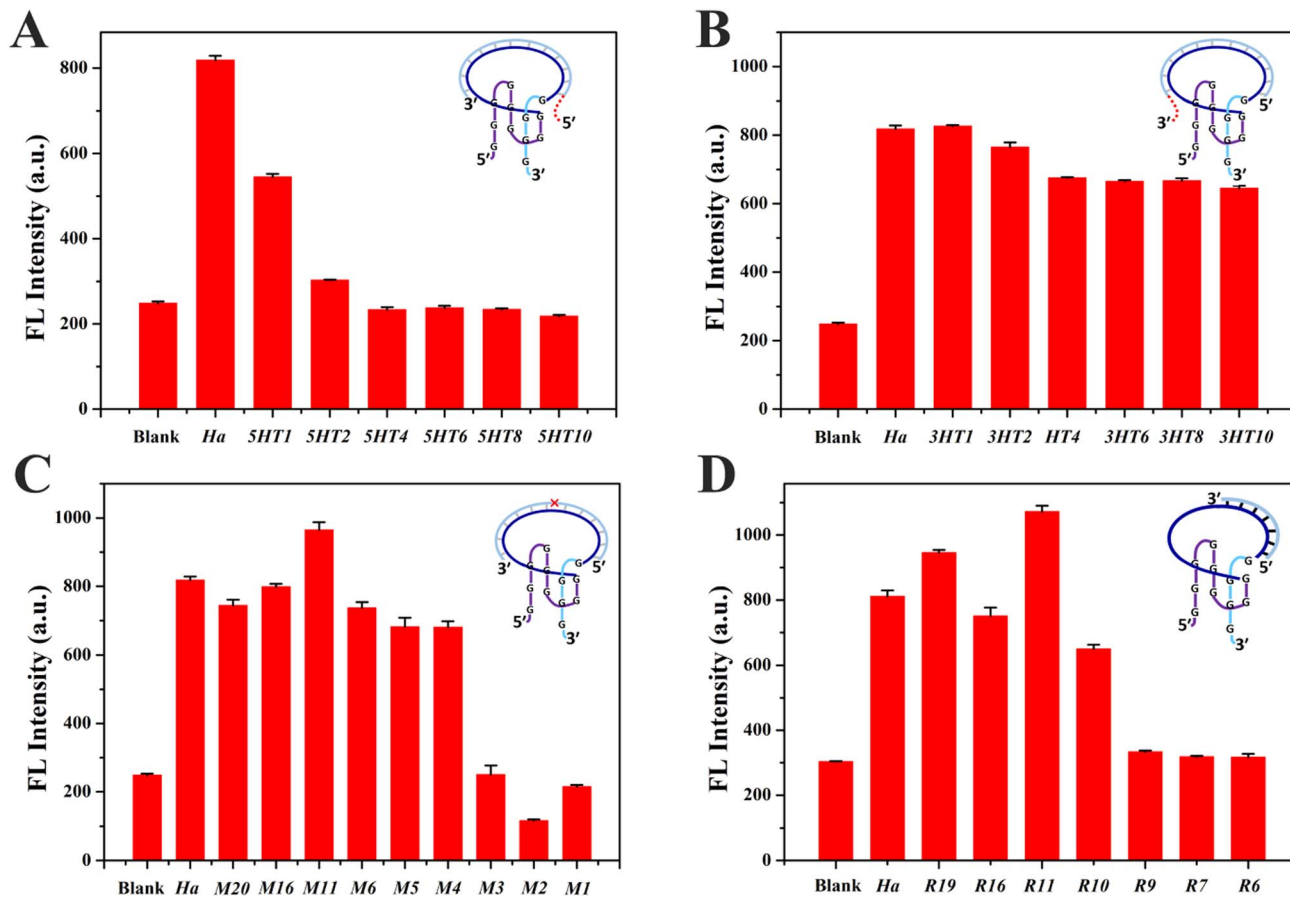 A
FL Intensity (a.u.)
800
600
400
200
0
Blank Ha 5HT1 5HT2 5HT4 5HT6 5HT8 5HT10
3′ G G G G G G G G G G G G 5′
5′ 3′
B
FL Intensity (a.u.)
1000
800
600
400
200
0
Blank Ha 3HT1 3HT2 HT4 3HT6 3HT8 3HT10
3′ G G G G G G G G G G G G 5′
5′ 3′
C
FL Intensity (a.u.)
1000
800
600
400
200
0
Blank Ha M20 M16 M11 M6 M5 M4 M3 M2 M1
×
3′ G G G G G G G G G G G G 5′
5′ 3′
D
FL Intensity (a.u.)
1000
800
600
400
200
0
Blank Ha R19 R16 R11 R10 R9 R7 R6
3′
G G G G G G G G G G G G 5′
5′ 3′